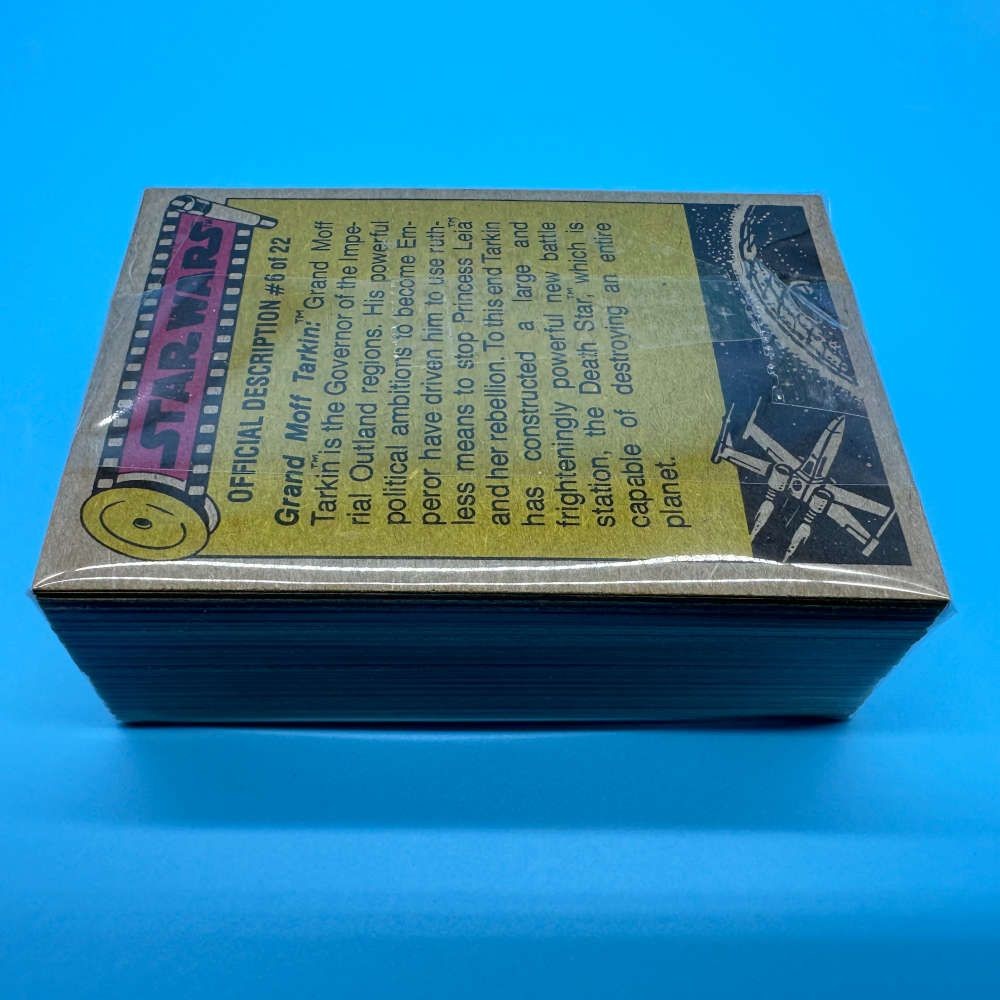 STAR WARS™
OFFICIAL DESCRIPTION #6 of 22
Grand Moff Tarkin:™ "Grand Moff
Tarkin™, is the Governor of the Impe-
rial Outland regions. His powerful
political ambitions to become Em-
peror have driven him to use ruth-
less means to stop Princess Leia™
and her rebellion. To this end Tarkin
has constructed a large and
frighteningly powerful new battle
station, the Death Star,™ which is
capable of destroying an entire
planet.